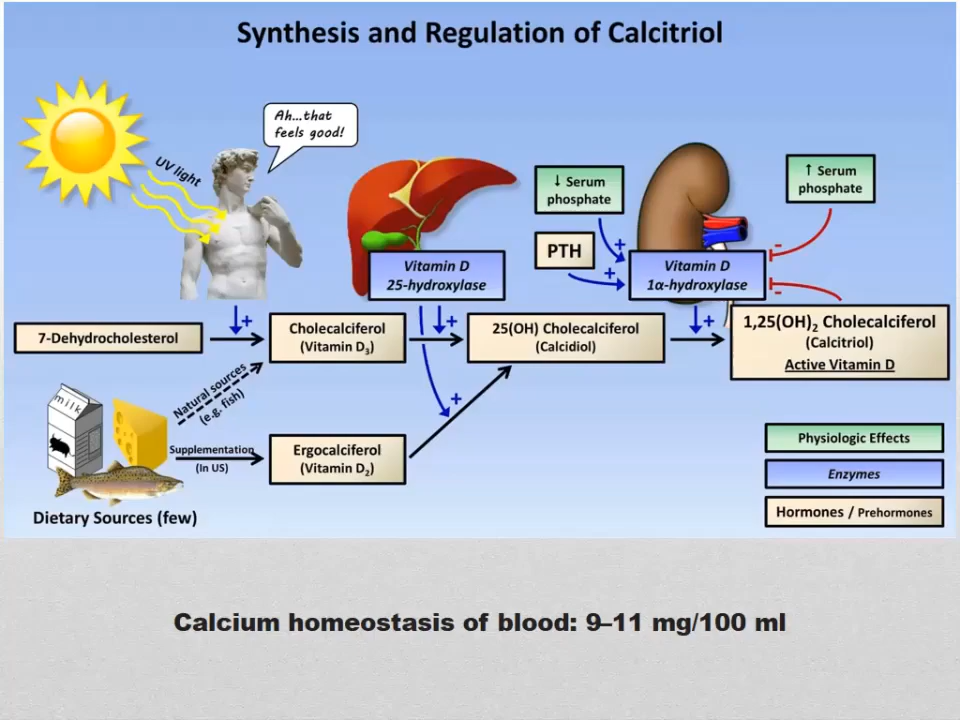 Synthesis and Regulation of Calcitriol
Ah...that
feels good!
UV light
↓ Serum
phosphate
↑ Serum
phosphate
PTH
+
+
-
-
Vitamin D
25-hydroxylase
Vitamin D
1α-hydroxylase
+
+
+
7-Dehydrocholesterol
Cholecalciferol
(Vitamin D₃)
25(OH) Cholecalciferol
(Calcidiol)
1,25(OH)₂ Cholecalciferol
(Calcitriol)
Active Vitamin D
milk
Natural sources
(e.g. fish)
+
Supplementation
(In US)
Ergocalciferol
(Vitamin D₂)
Dietary Sources (few)
Physiologic Effects
Enzymes
Hormones / Prehormones
Calcium homeostasis of blood: 9–11 mg/100 ml